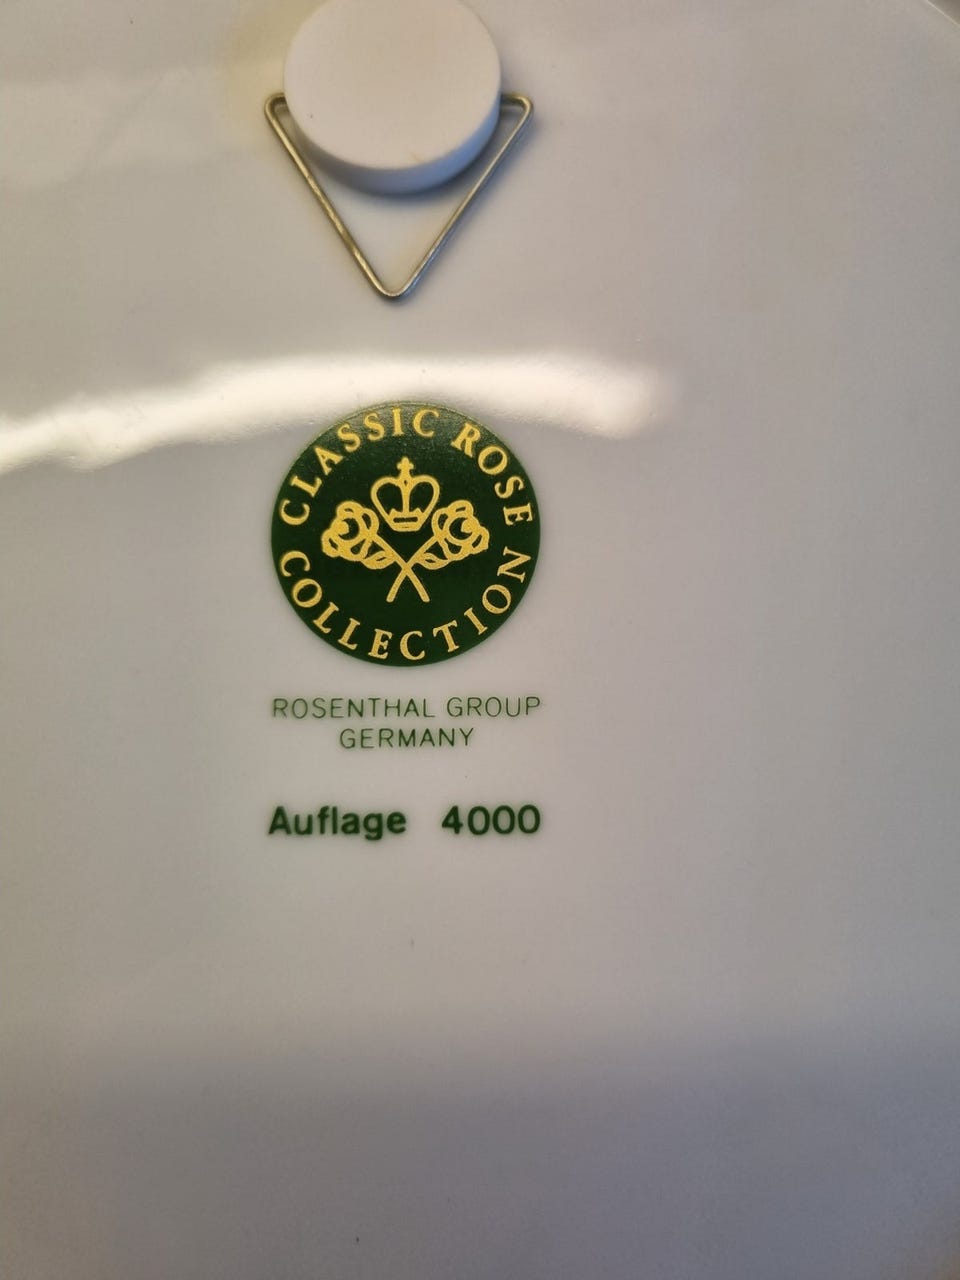 CLASSIC ROSE
COLLECTION
ROSENTHAL GROUP
GERMANY
Auflage 4000